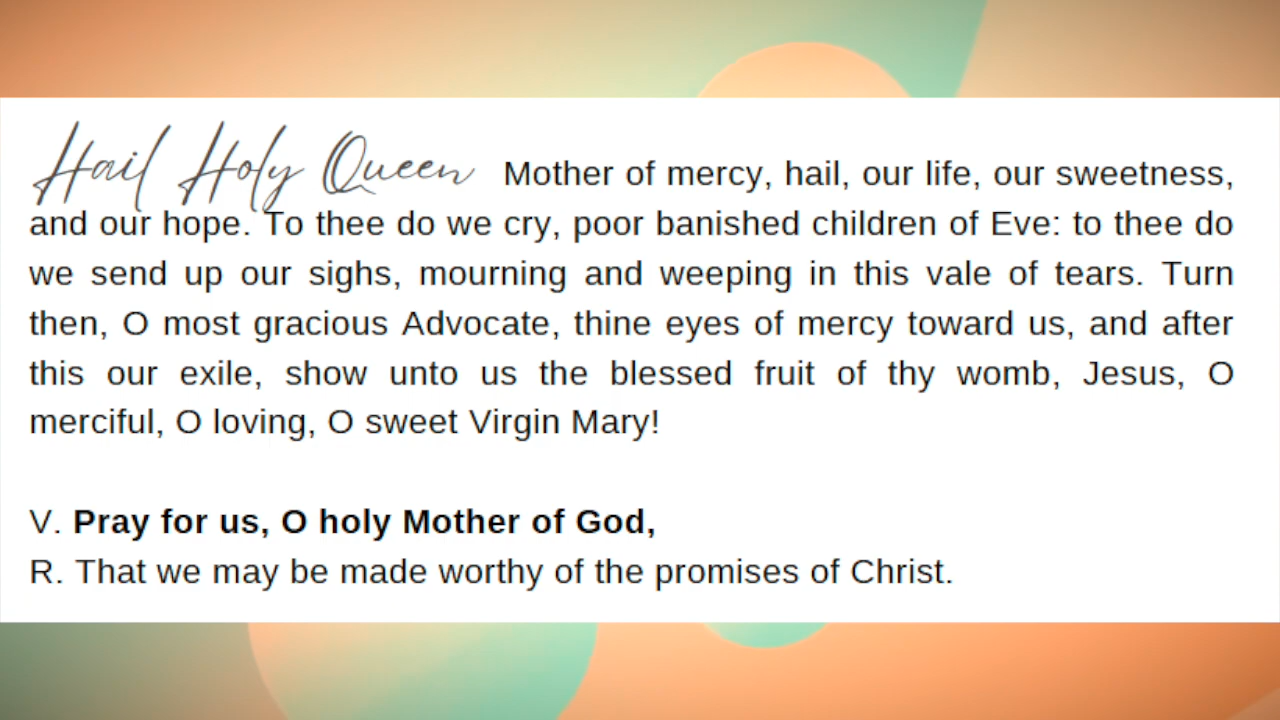 Hail Holy Queen Mother of mercy, hail, our life, our sweetness,
and our hope. To thee do we cry, poor banished children of Eve: to thee do
we send up our sighs, mourning and weeping in this vale of tears. Turn
then, O most gracious Advocate, thine eyes of mercy toward us, and after
this our exile, show unto us the blessed fruit of thy womb, Jesus, O
merciful, O loving, O sweet Virgin Mary!
V. Pray for us, O holy Mother of God,
R. That we may be made worthy of the promises of Christ.